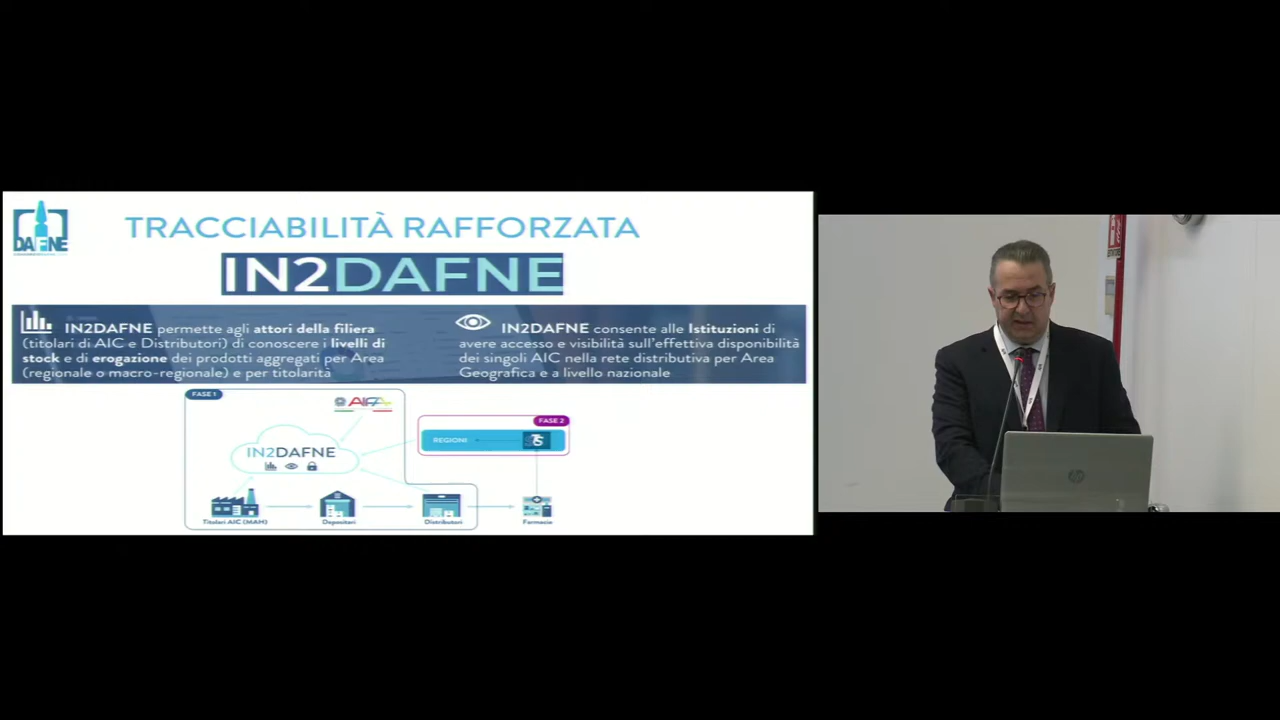 DAFNE
TRACCIABILITÀ RAFFORZATA
IN2DAFNE
IN2DAFNE permette agli attori della filiera
(titolari di AIC e Distributori) di conoscere i livelli di
stock e di erogazione dei prodotti aggregati per Area
(regionale o macro-regionale) e per titolarità
IN2DAFNE consente alle Istituzioni di
avere accesso e visibilità sull'effettiva disponibilità
dei singoli AIC nella rete distributiva per Area
Geografica e a livello nazionale
FASE 1
AIFA
FASE 2
REGIONI
TS
IN2DAFNE
Titolari AIC (MAH)
Depositari
Distributori
Farmacie
hp